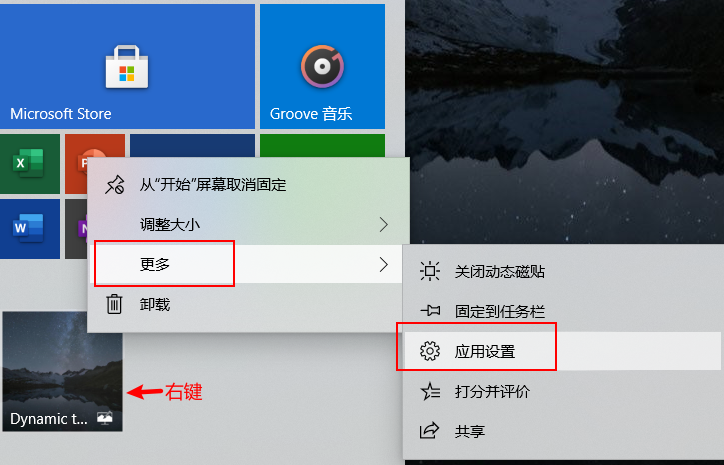 Microsoft Store
Groove 音乐
从“开始”屏幕取消固定
调整大小
更多
卸载
关闭动态磁贴
固定到任务栏
应用设置
打分并评价
共享
Dynamic t...
右键